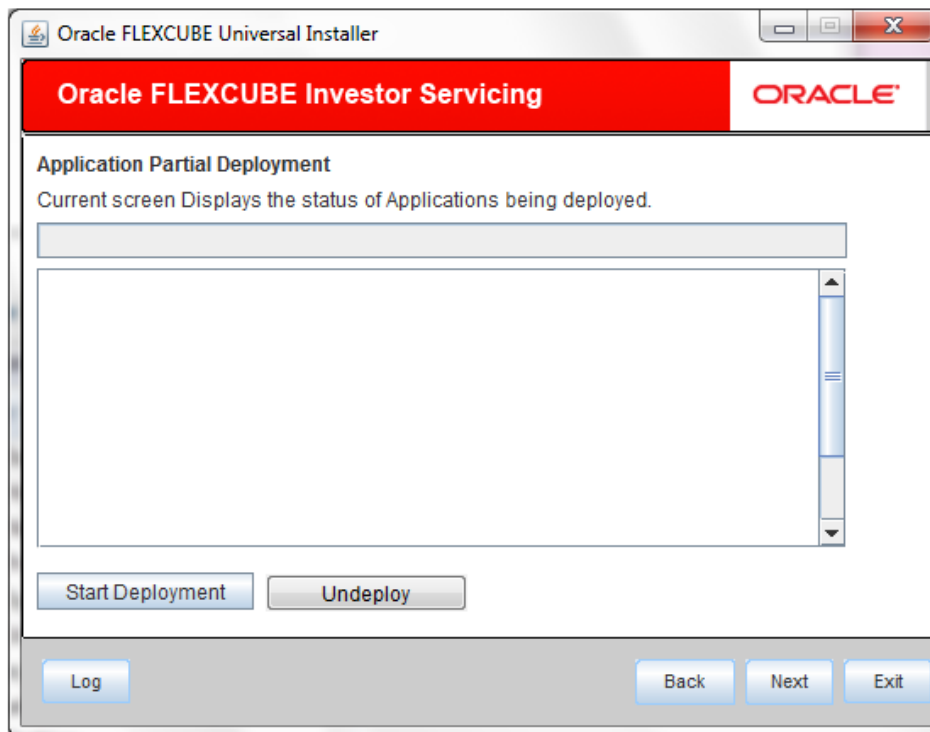 Oracle FLEXCUBE Universal Installer
Oracle FLEXCUBE Investor Servicing
ORACLE
Application Partial Deployment
Current screen Displays the status of Applications being deployed.
Start Deployment
Undeploy
Log
Back
Next
Exit